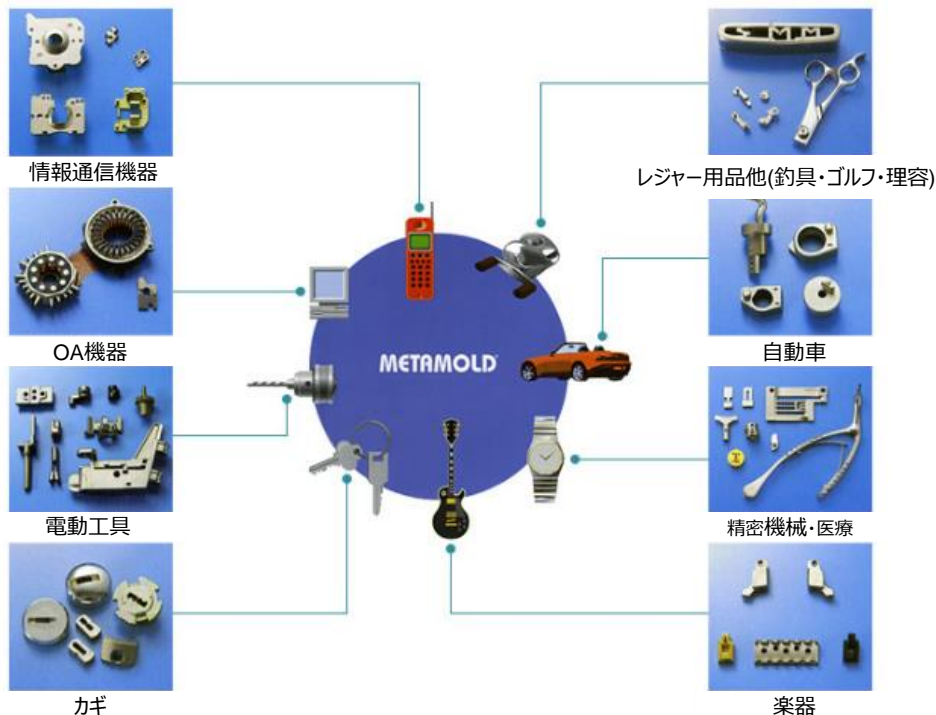 SMM
情報通信機器
レジャー用品他(釣具・ゴルフ・理容)
OA機器
METAMOLD
自動車
電動工具
精密機械・医療
カギ
楽器